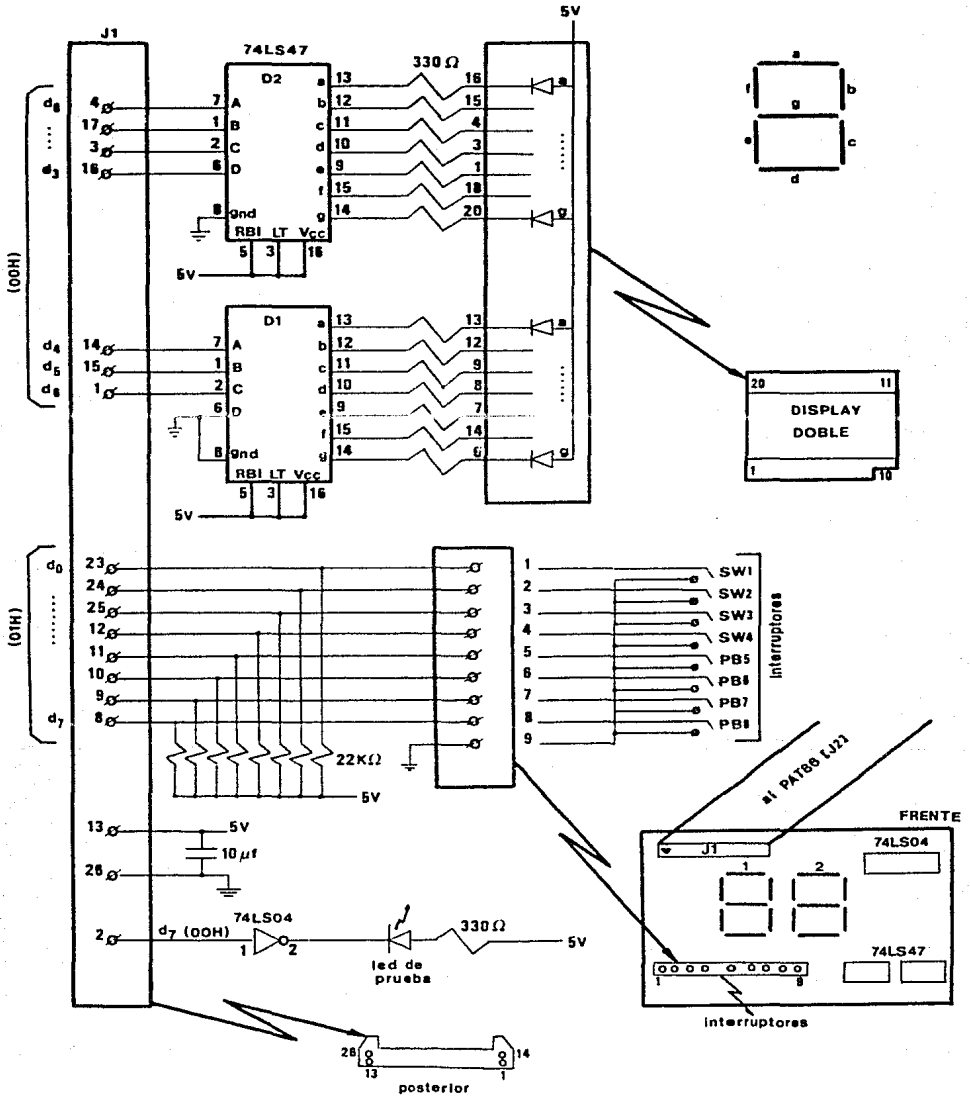 J1
74LS47
D2
330 Ω
5V
(00H)
d0
d3
4
17
3
16
7
1
2
6
8
A
B
C
D
gnd
RBI LT Vcc
5 3 16
5V
a 13
b 12
c 11
d 10
e 9
f 15
g 14
16
15
4
3
1
18
20
a
g
a
f
b
g
e
c
d
D1
d4
d5
d6
14
15
1
7
1
2
6
8
A
B
C
D
gnd
RBI LT Vcc
5 3 16
5V
a 13
b 12
c 11
d 10
e 9
f 15
g 14
13
12
9
8
7
14
6
a
g
20 11
DISPLAY
DOBLE
1 10
(01H)
d0
d7
23
24
25
12
11
10
9
8
22KΩ
5V
1
2
3
4
5
6
7
8
9
SW1
SW2
SW3
SW4
PB5
PB6
PB7
PB8
Interruptores
13
5V
10 µf
26
2
d7 (00H)
74LS04
1 2
led de
prueba
330Ω
5V
al PAT86 [J2]
FRENTE
J1
74LS04
1 2
74LS47
1 9
Interruptores
26 14
13 1
posterior